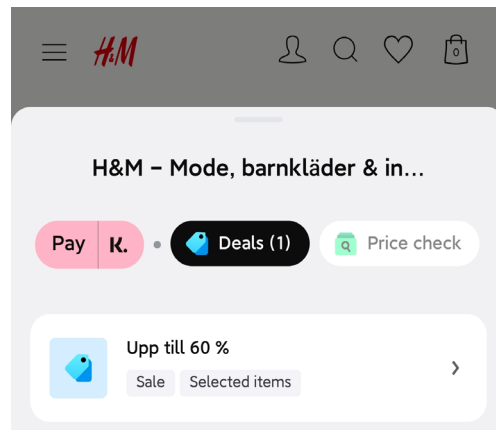 H&M
0
H&M – Mode, barnkläder & in...
Pay K. • Deals (1) Price check
Upp till 60 %
Sale Selected items